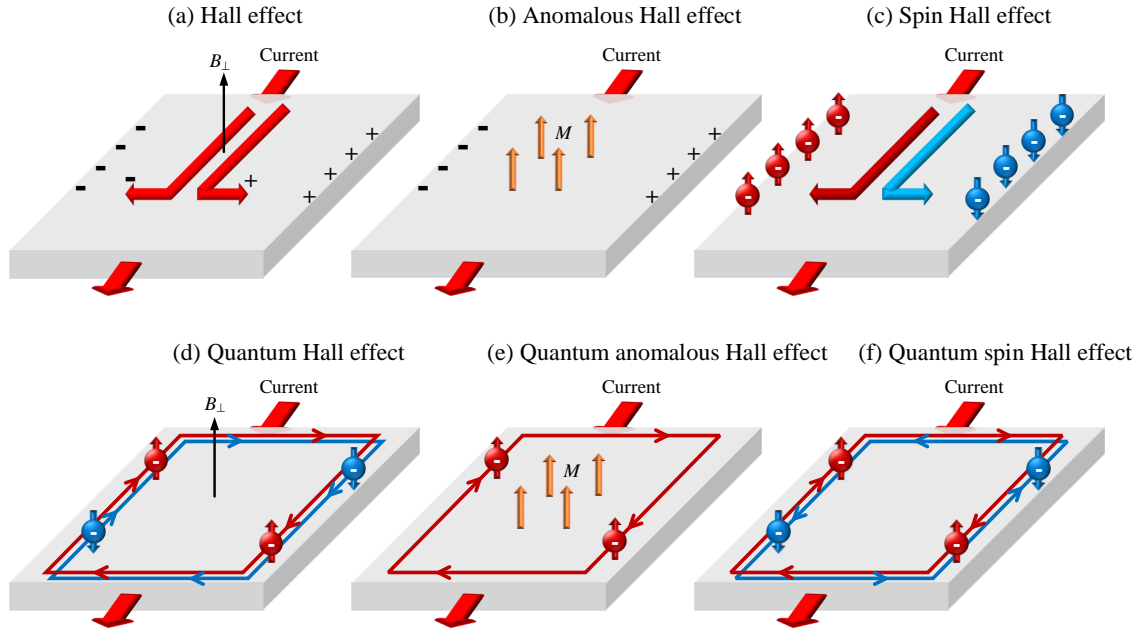 (a) Hall effect
(b) Anomalous Hall effect
(c) Spin Hall effect
B⊥
Current
Current
Current
M
- - - - -
+ + + + +
+ + + +
- - - -
- - - -
- - - -
(d) Quantum Hall effect
(e) Quantum anomalous Hall effect
(f) Quantum spin Hall effect
B⊥
Current
Current
Current
M
- - - -
- -
- - - -